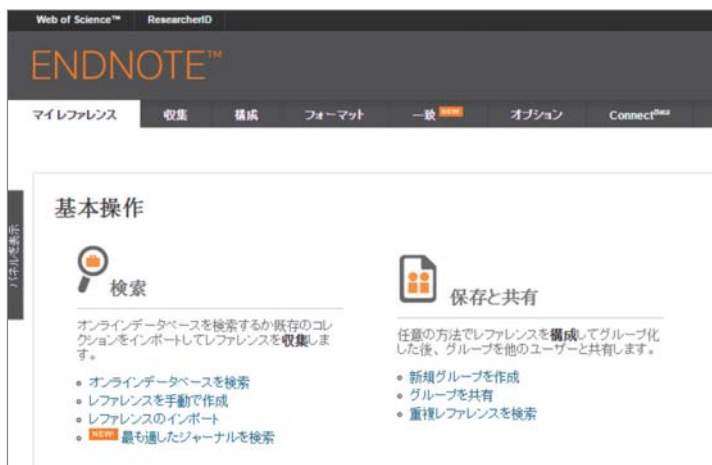 Web of Science™ ResearcherID
ENDNOTE™
マイレファレンス 収集 構成 フォーマット 一致 NEW オプション Connect Beta
パネルを表示
基本操作
検索
オンラインデータベースを検索するか既存のコレ
クションをインポートしてレファレンスを収集しま
す。
オンラインデータベースを検索
レファレンスを手動で作成
レファレンスのインポート
NEW 最も適したジャーナルを検索
保存と共有
任意の方法でレファレンスを構成してグループ化
した後、グループを他のユーザーと共有します。
新規グループを作成
グループを共有
重複レファレンスを検索